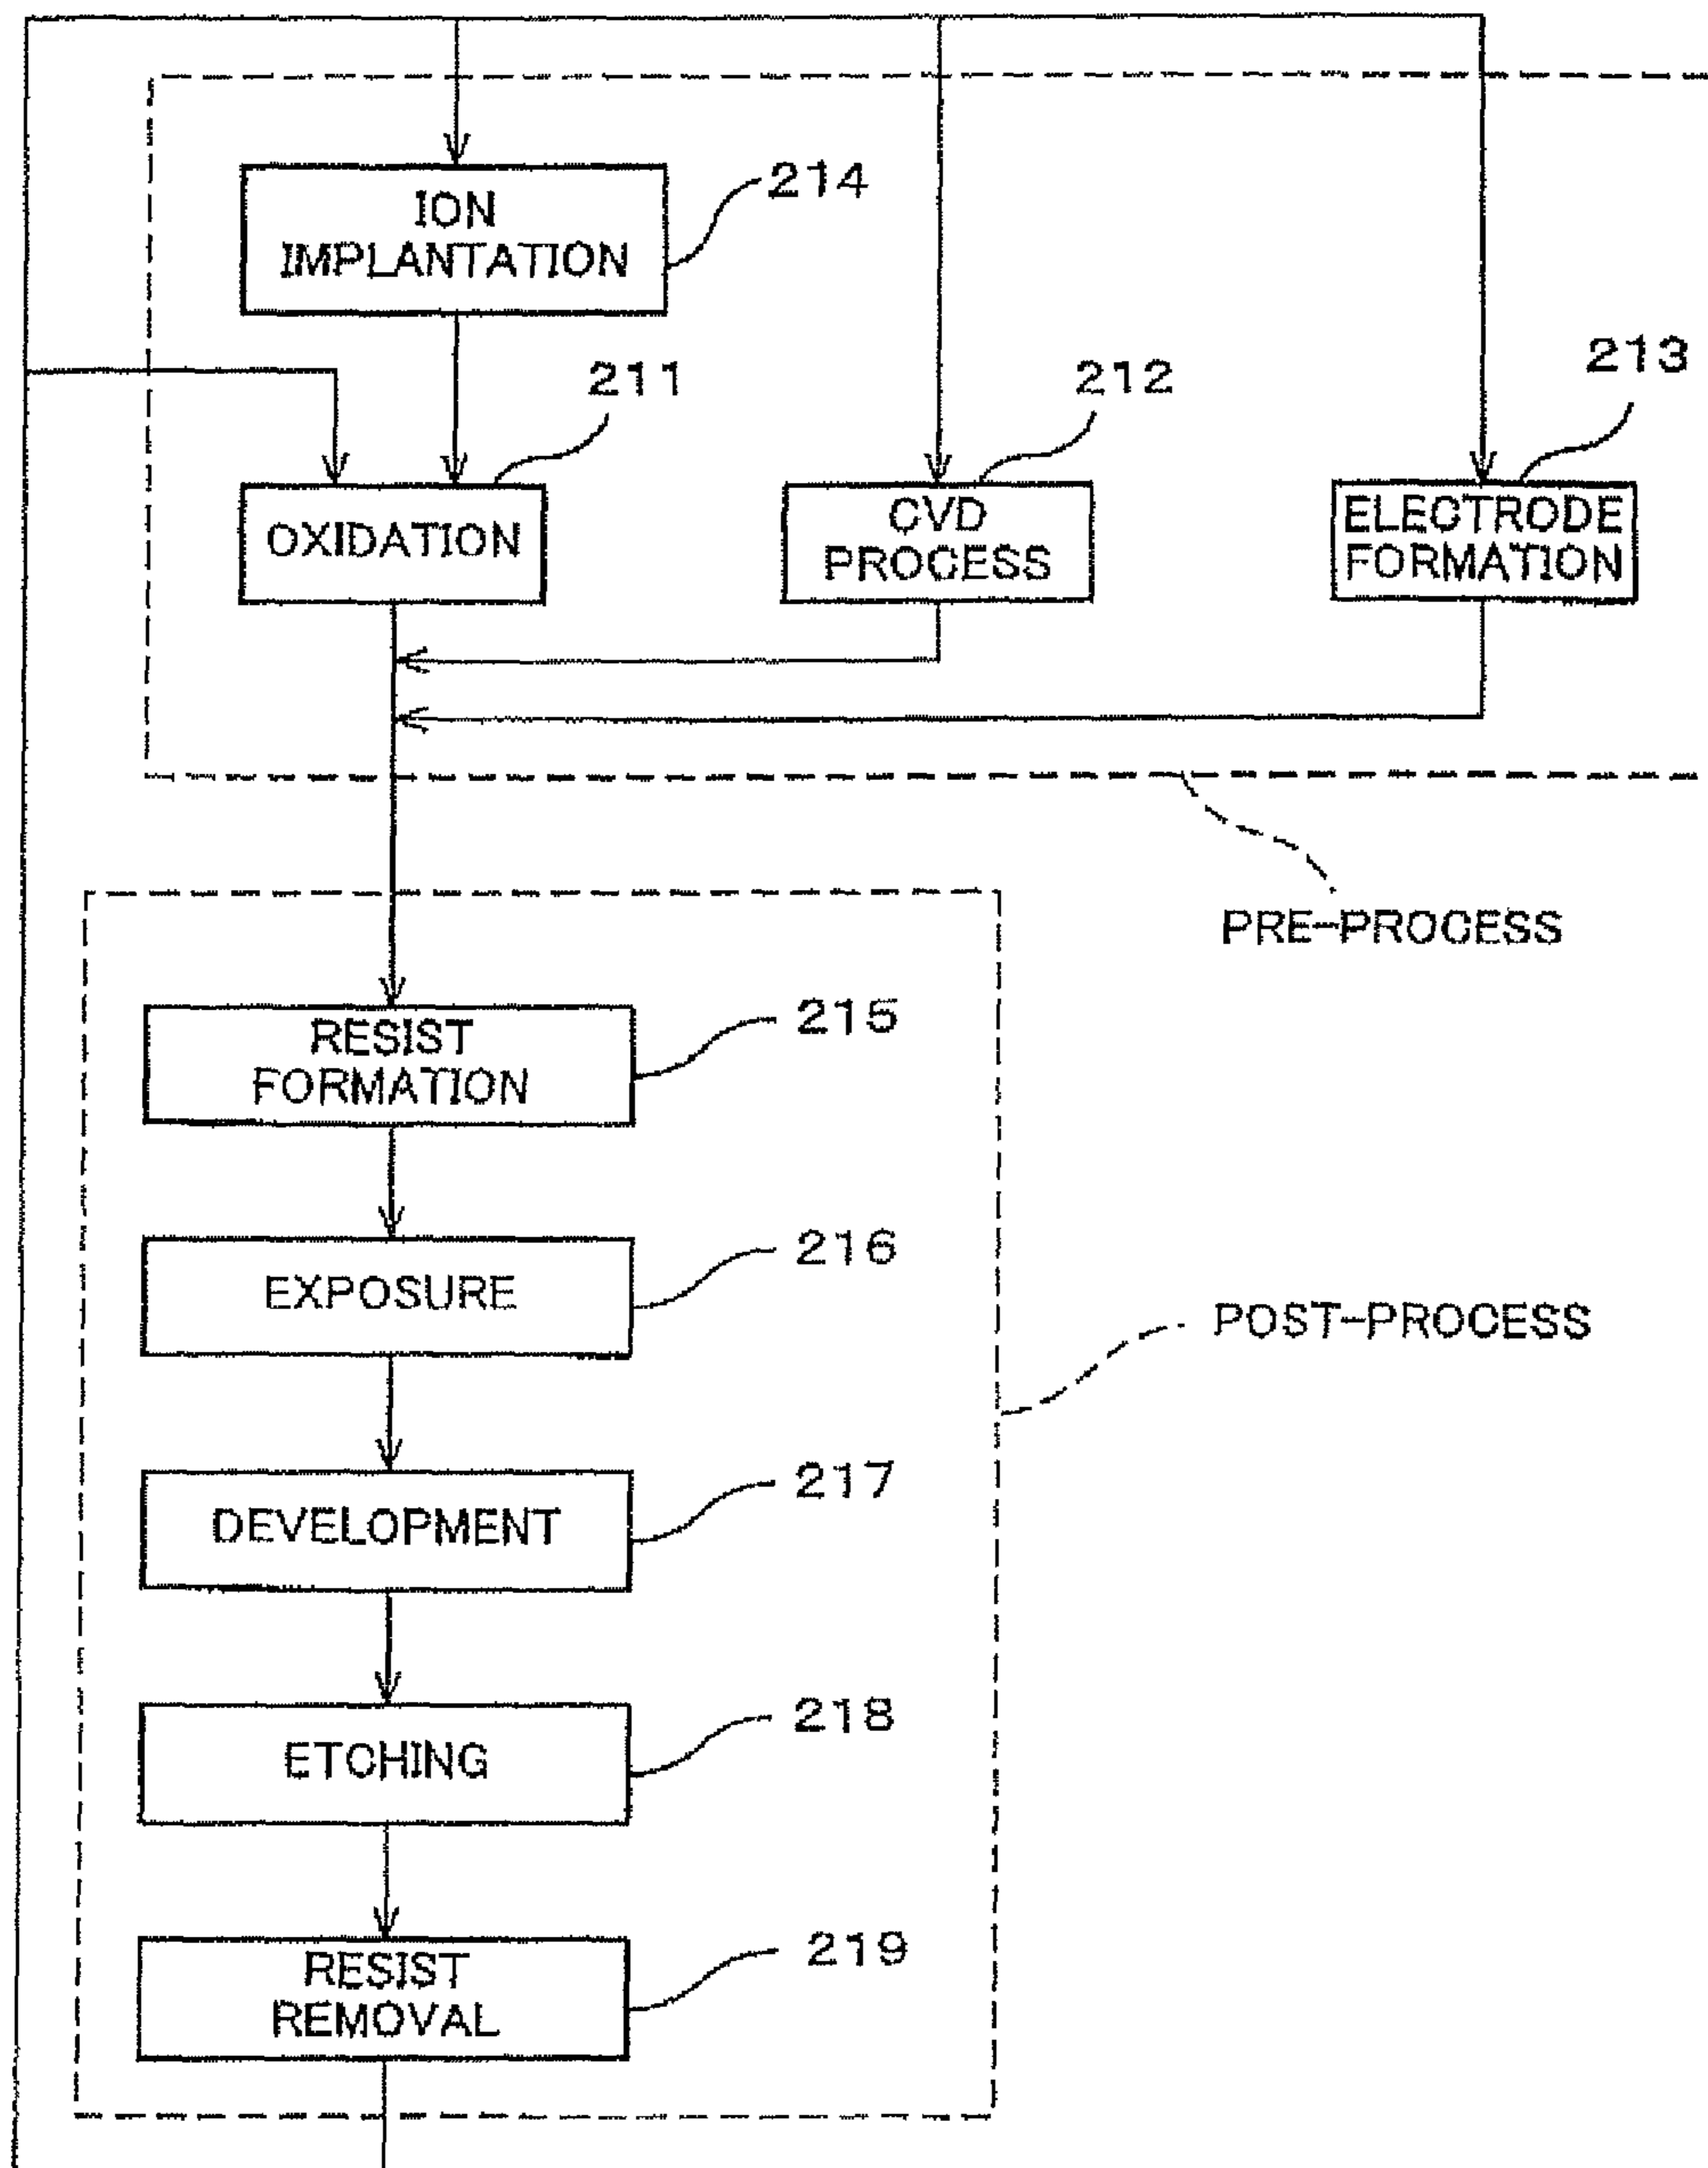 214
ION
IMPLANTATION
211
212
213
OXIDATION
CVD
PROCESS
ELECTRODE
FORMATION
PRE-PROCESS
215
RESIST
FORMATION
216
EXPOSURE
POST-PROCESS
217
DEVELOPMENT
218
ETCHING
219
RESIST
REMOVAL